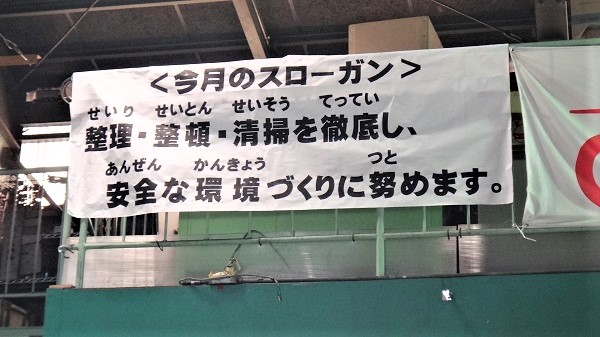 <今月のスローガン>
せいり せいとん せいそう てってい
整理・整頓・清掃を徹底し、
あんぜん かんきょう つと
安全な環境づくりに努めます。